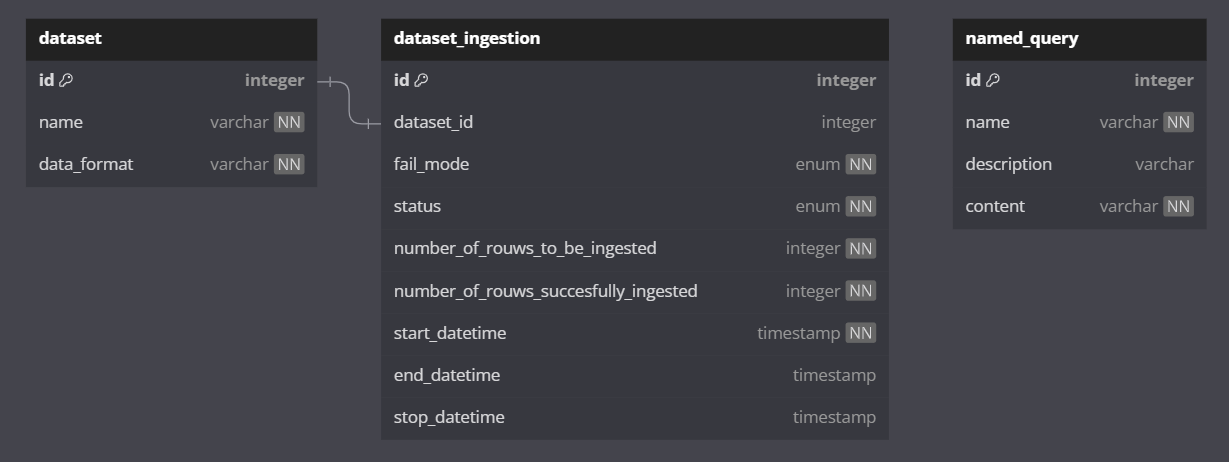 dataset
id integer
name varchar NN
data_format varchar NN
dataset_ingestion
id integer
dataset_id integer
fail_mode enum NN
status enum NN
number_of_rouws_to_be_ingested integer NN
number_of_rouws_succesfully_ingested integer NN
start_datetime timestamp NN
end_datetime timestamp
stop_datetime timestamp
named_query
id integer
name varchar NN
description varchar
content varchar NN